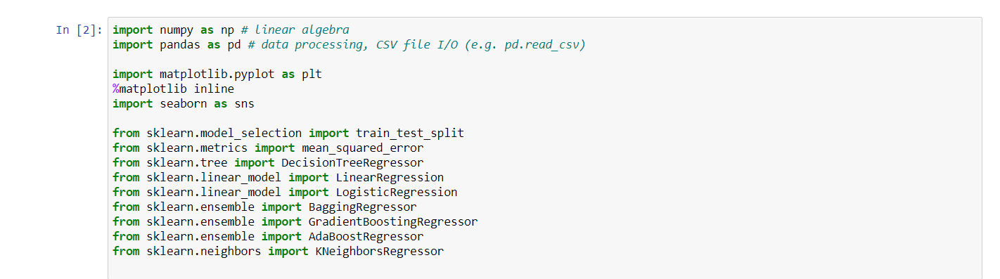 In [2]: import numpy as np # linear algebra
import pandas as pd # data processing, CSV file I/O (e.g. pd.read_csv)
import matplotlib.pyplot as plt
%matplotlib inline
import seaborn as sns
from sklearn.model_selection import train_test_split
from sklearn.metrics import mean_squared_error
from sklearn.tree import DecisionTreeRegressor
from sklearn.linear_model import LinearRegression
from sklearn.linear_model import LogisticRegression
from sklearn.ensemble import BaggingRegressor
from sklearn.ensemble import GradientBoostingRegressor
from sklearn.ensemble import AdaBoostRegressor
from sklearn.neighbors import KNeighborsRegressor